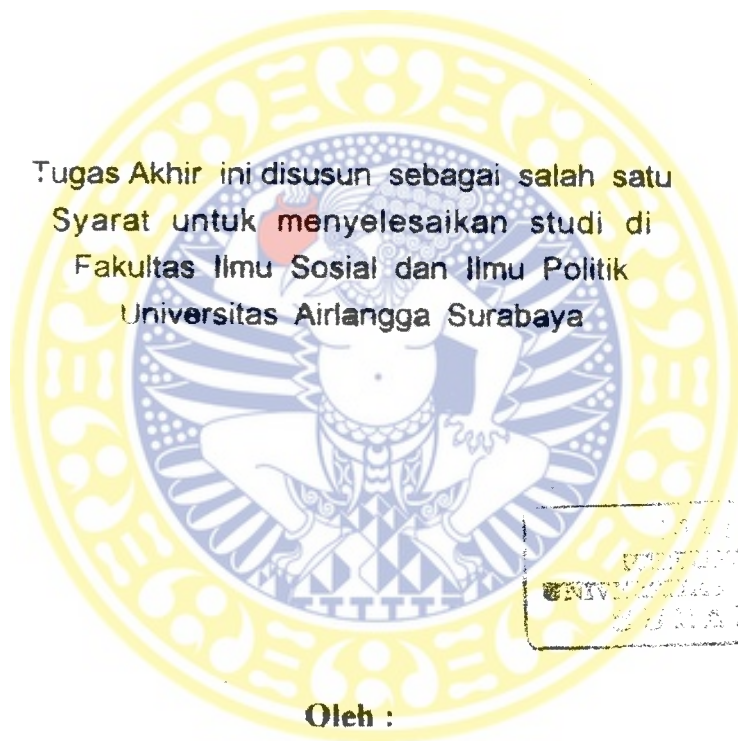 Tugas Akhir ini disusun sebagai salah satu
Syarat untuk menyelesaikan studi di
Fakultas Ilmu Sosial dan Ilmu Politik
Universitas Airlangga Surabaya
Oleh :